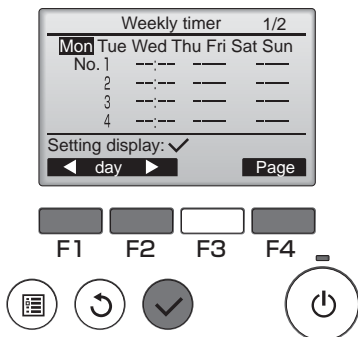 Weekly timer 1/2
Mon Tue Wed Thu Fri Sat Sun
No. 1 --:-- -- --
2 --:-- -- --
3 --:-- -- --
4 --:-- -- --
Setting display: ✓
◀ day ▶ Page
F1 F2 F3 F4